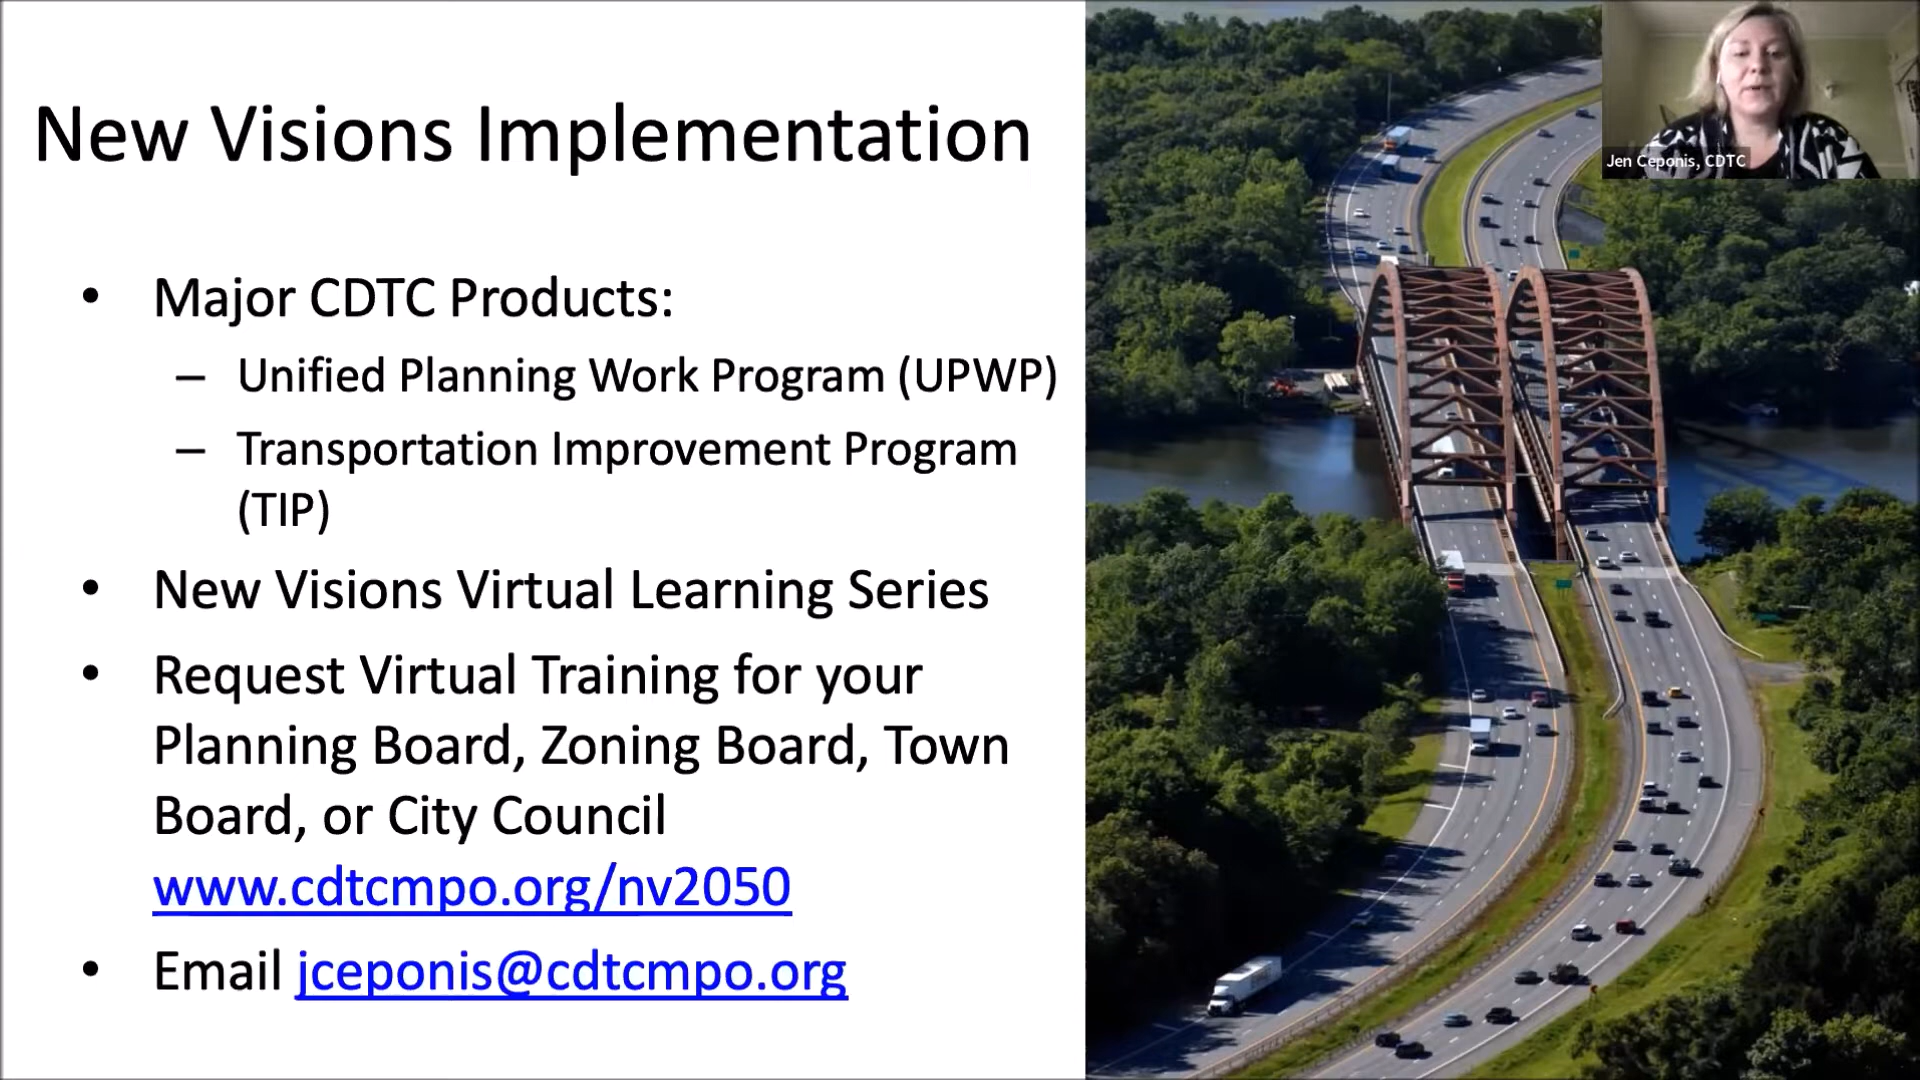 New Visions Implementation
• Major CDTC Products:
– Unified Planning Work Program (UPWP)
– Transportation Improvement Program
(TIP)
• New Visions Virtual Learning Series
• Request Virtual Training for your
Planning Board, Zoning Board, Town
Board, or City Council
www.cdtcmpo.org/nv2050
• Email jceponis@cdtcmpo.org
Jen Ceponis, CDTC